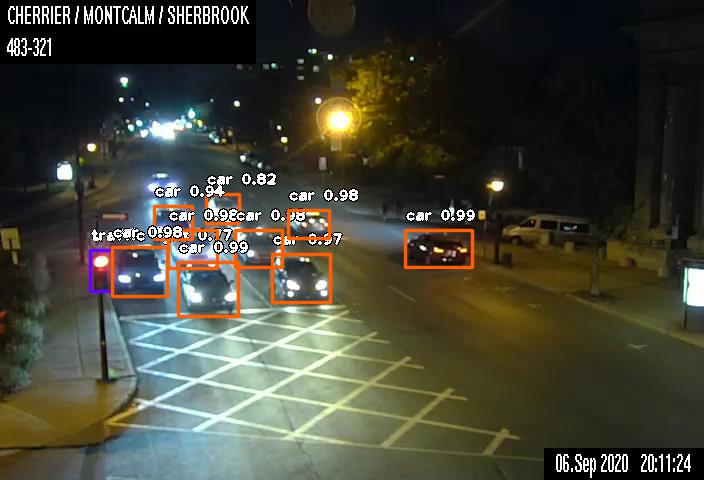 CHERRIER / MONTCALM / SHERBROOK
483-321
car 0.82
car 0.94
car 0.98
car 0.98
car 0.98
car 0.99
car 0.98
car 0.97
car 0.99
0.77
06.Sep 2020 20:11:24